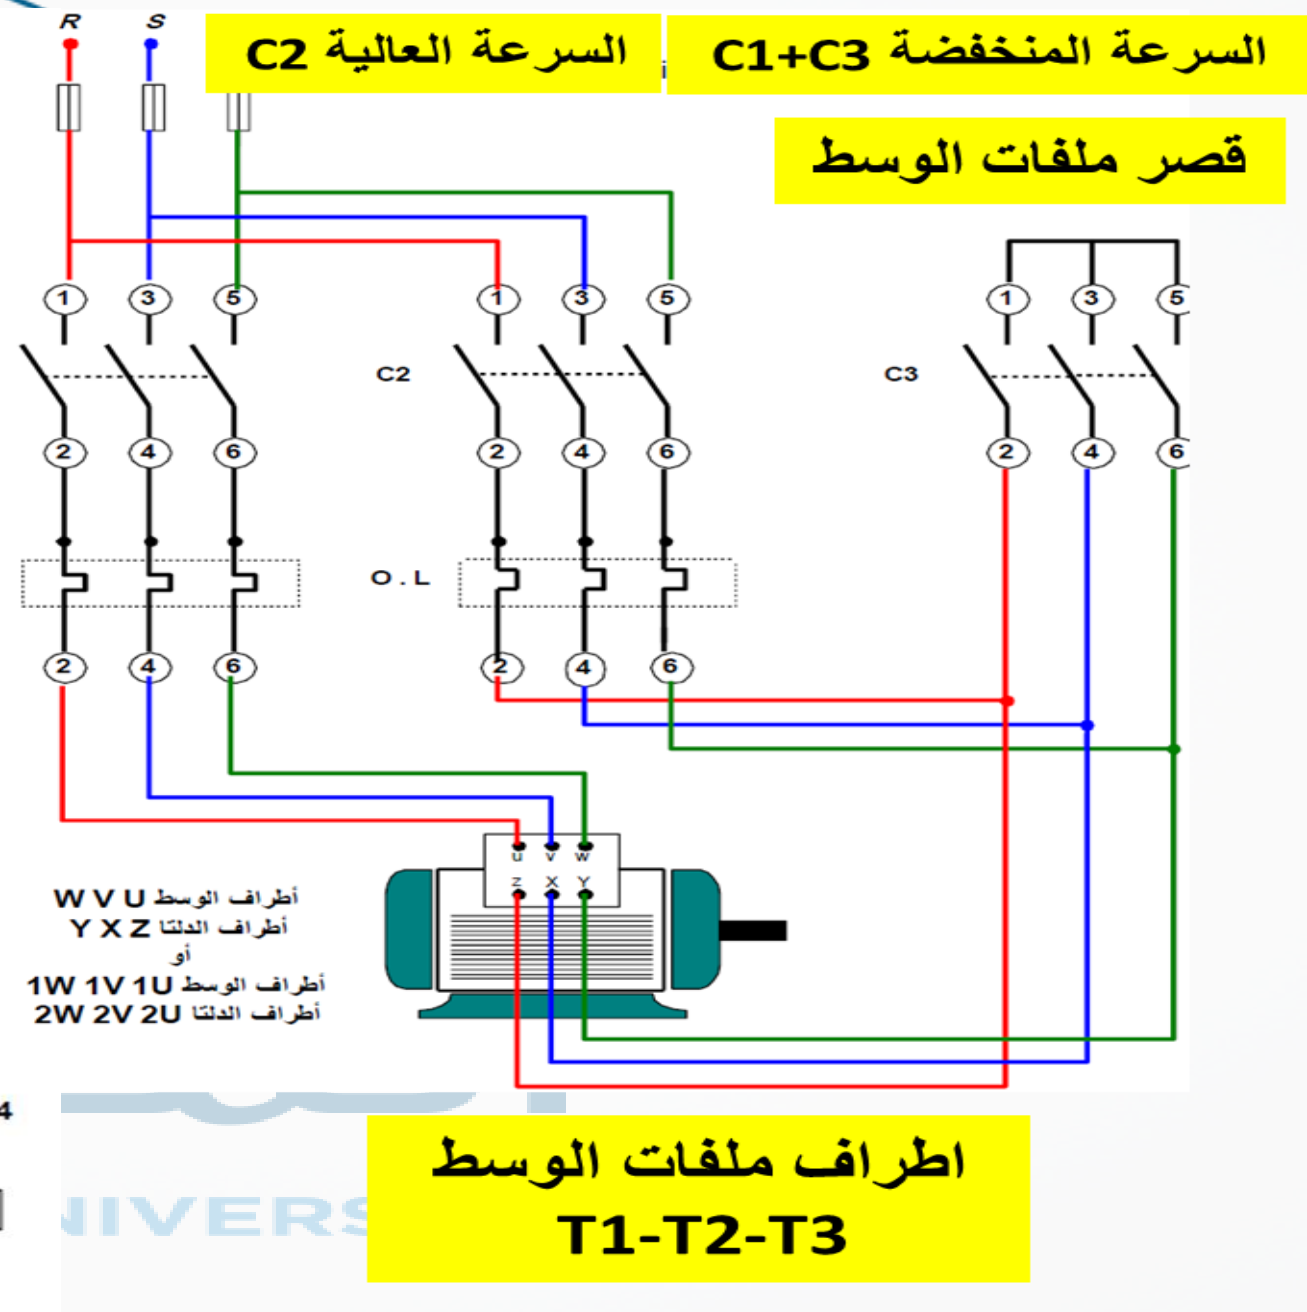 R S
السرعة العالية C2
السرعة المنخفضة C1+C3
قصر ملفات الوسط
1 3 5 1 3 5 1 3 5
C2 C3
2 4 6 2 4 6 2 4 6
O . L
2 4 6 2 4 6
u v w
z X Y
أطراف الوسط W V U
أطراف الدلتا Y X Z
أو
أطراف الوسط 1W 1V 1U
أطراف الدلتا 2W 2V 2U
4
اطراف ملفات الوسط
T1-T2-T3
NIVERS